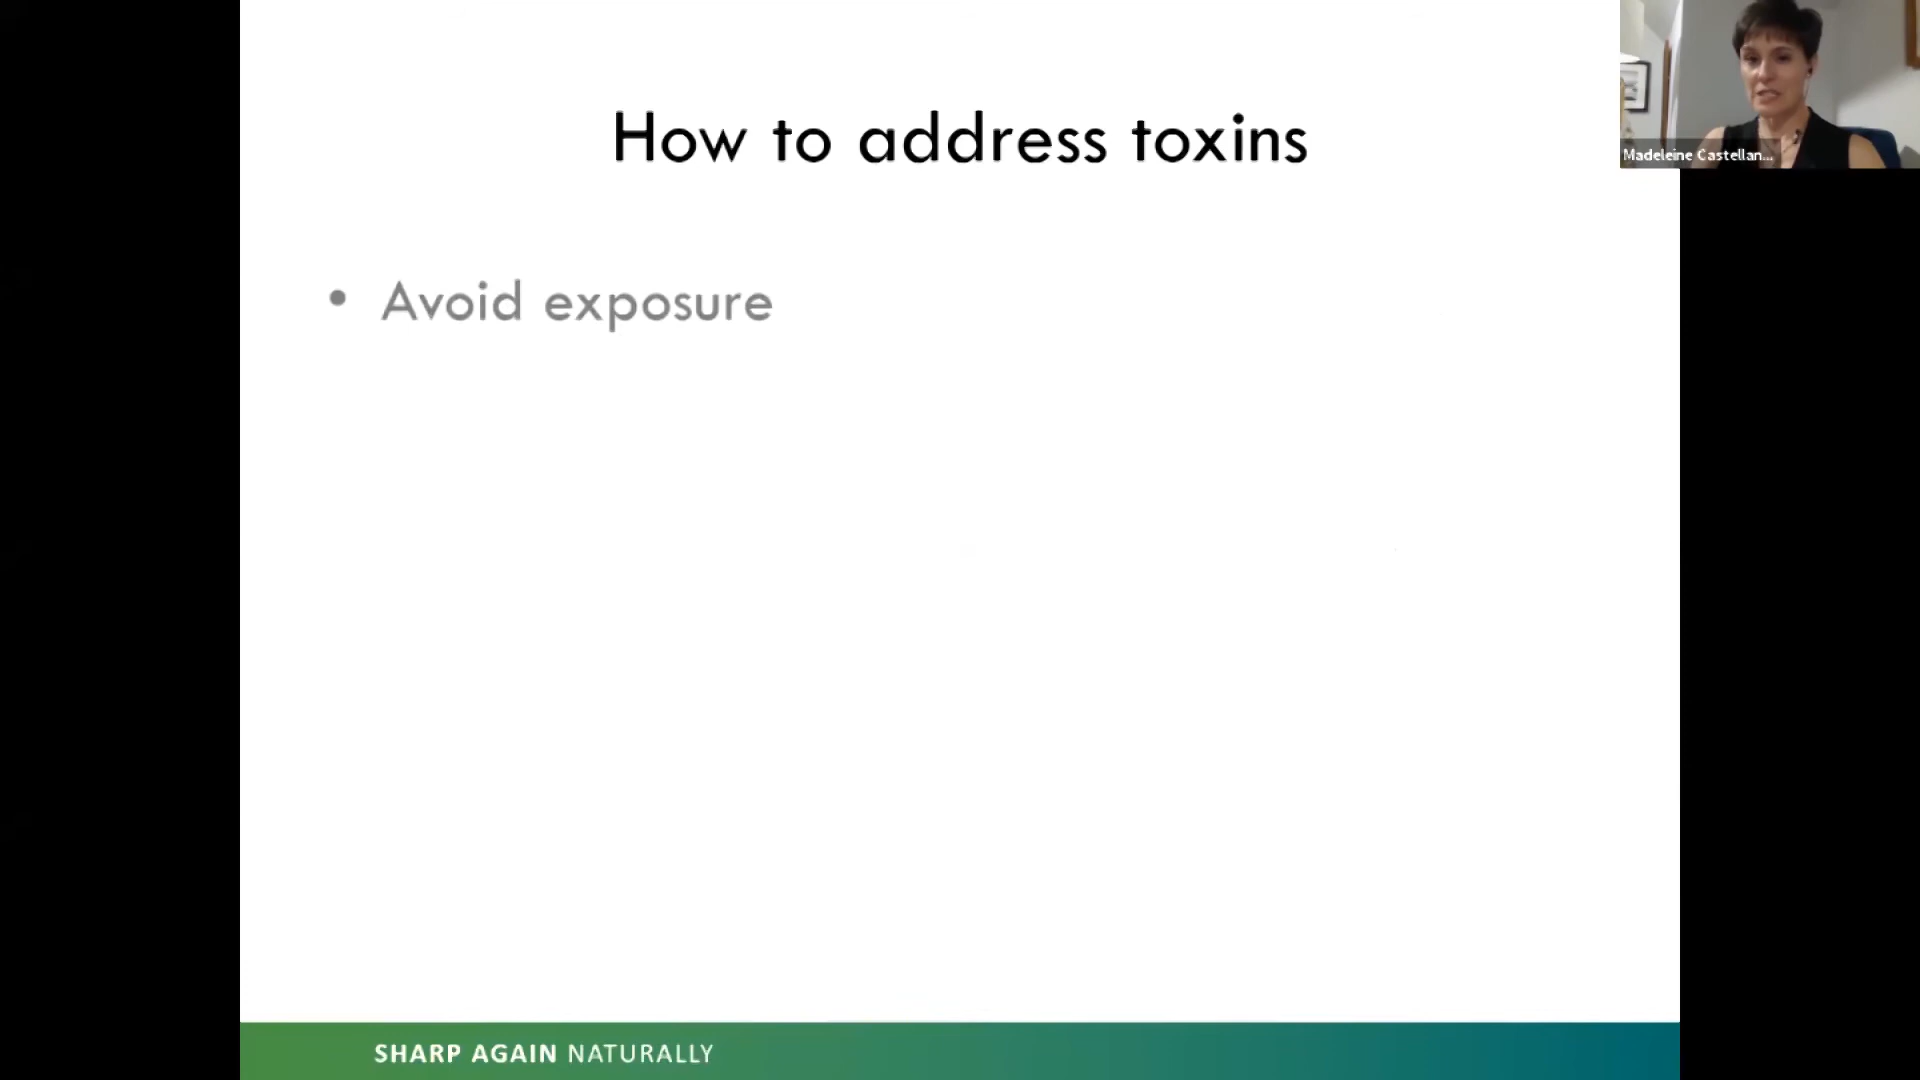 How to address toxins
Madeleine Castellan...
• Avoid exposure
SHARP AGAIN NATURALLY